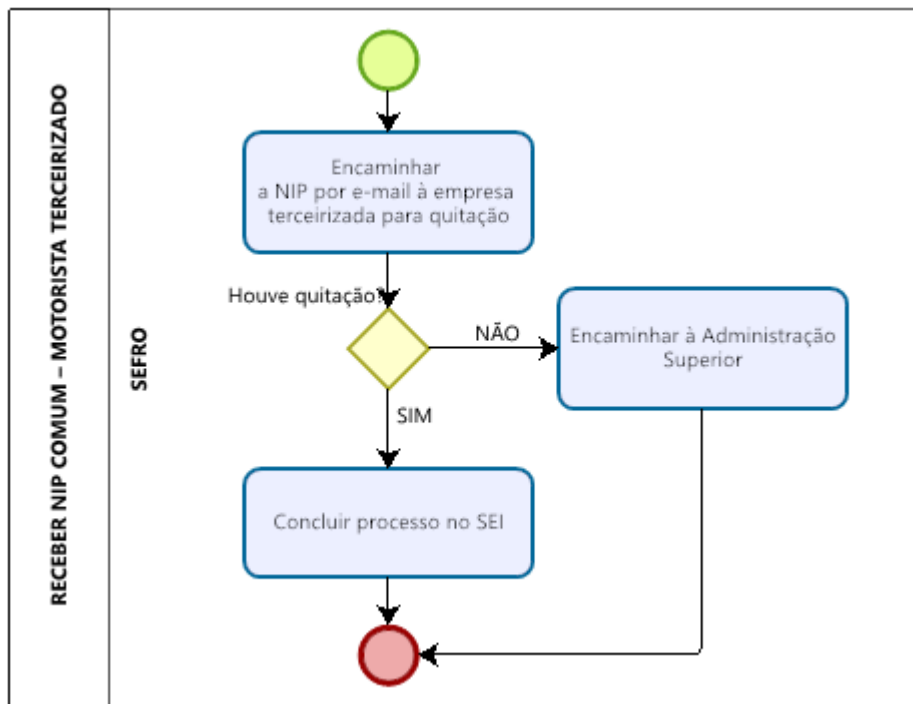 RECEBER NIP COMUM – MOTORISTA TERCEIRIZADO
SEFRO
Encaminhar
a NIP por e-mail à empresa
terceirizada para quitação
Houve quitação?
NÃO
Encaminhar à Administração
Superior
SIM
Concluir processo no SEI